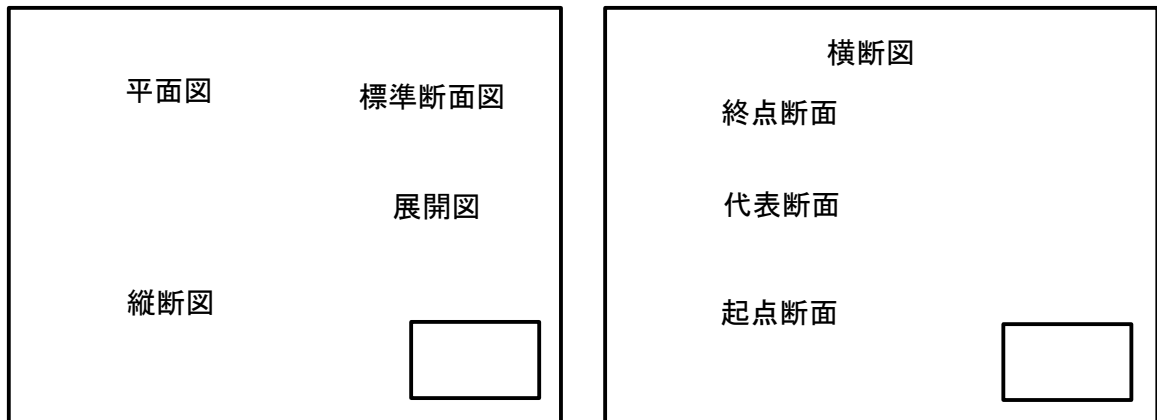 平面図
標準断面図
展開図
縦断図
横断図
終点断面
代表断面
起点断面